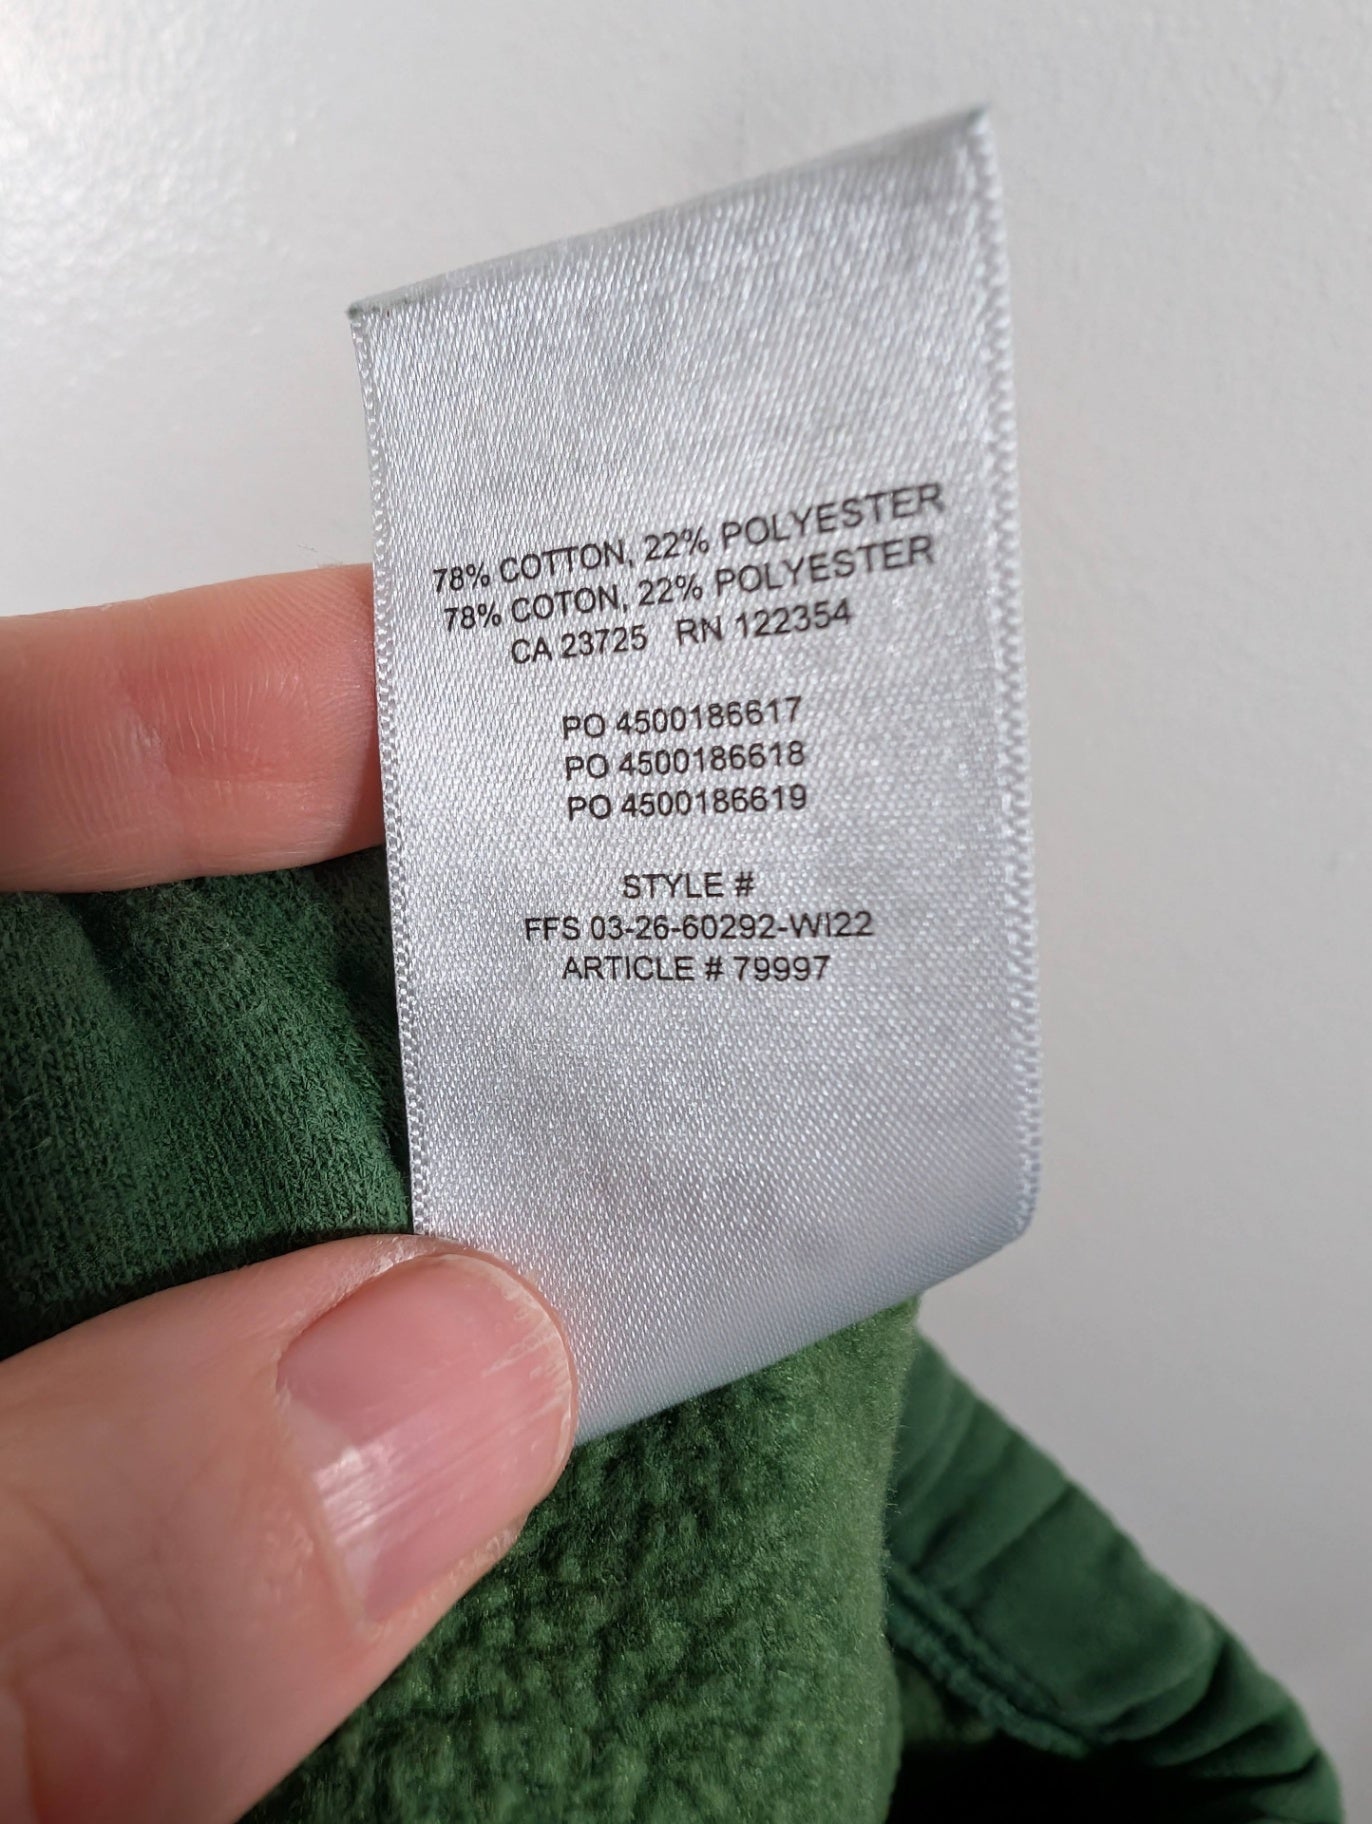 78% COTTON, 22% POLYESTER
78% COTON, 22% POLYESTER
CA 23725 RN 122354
PO 4500186617
PO 4500186618
PO 4500186619
STYLE #
FFS 03-26-60292-WI22
ARTICLE # 79997